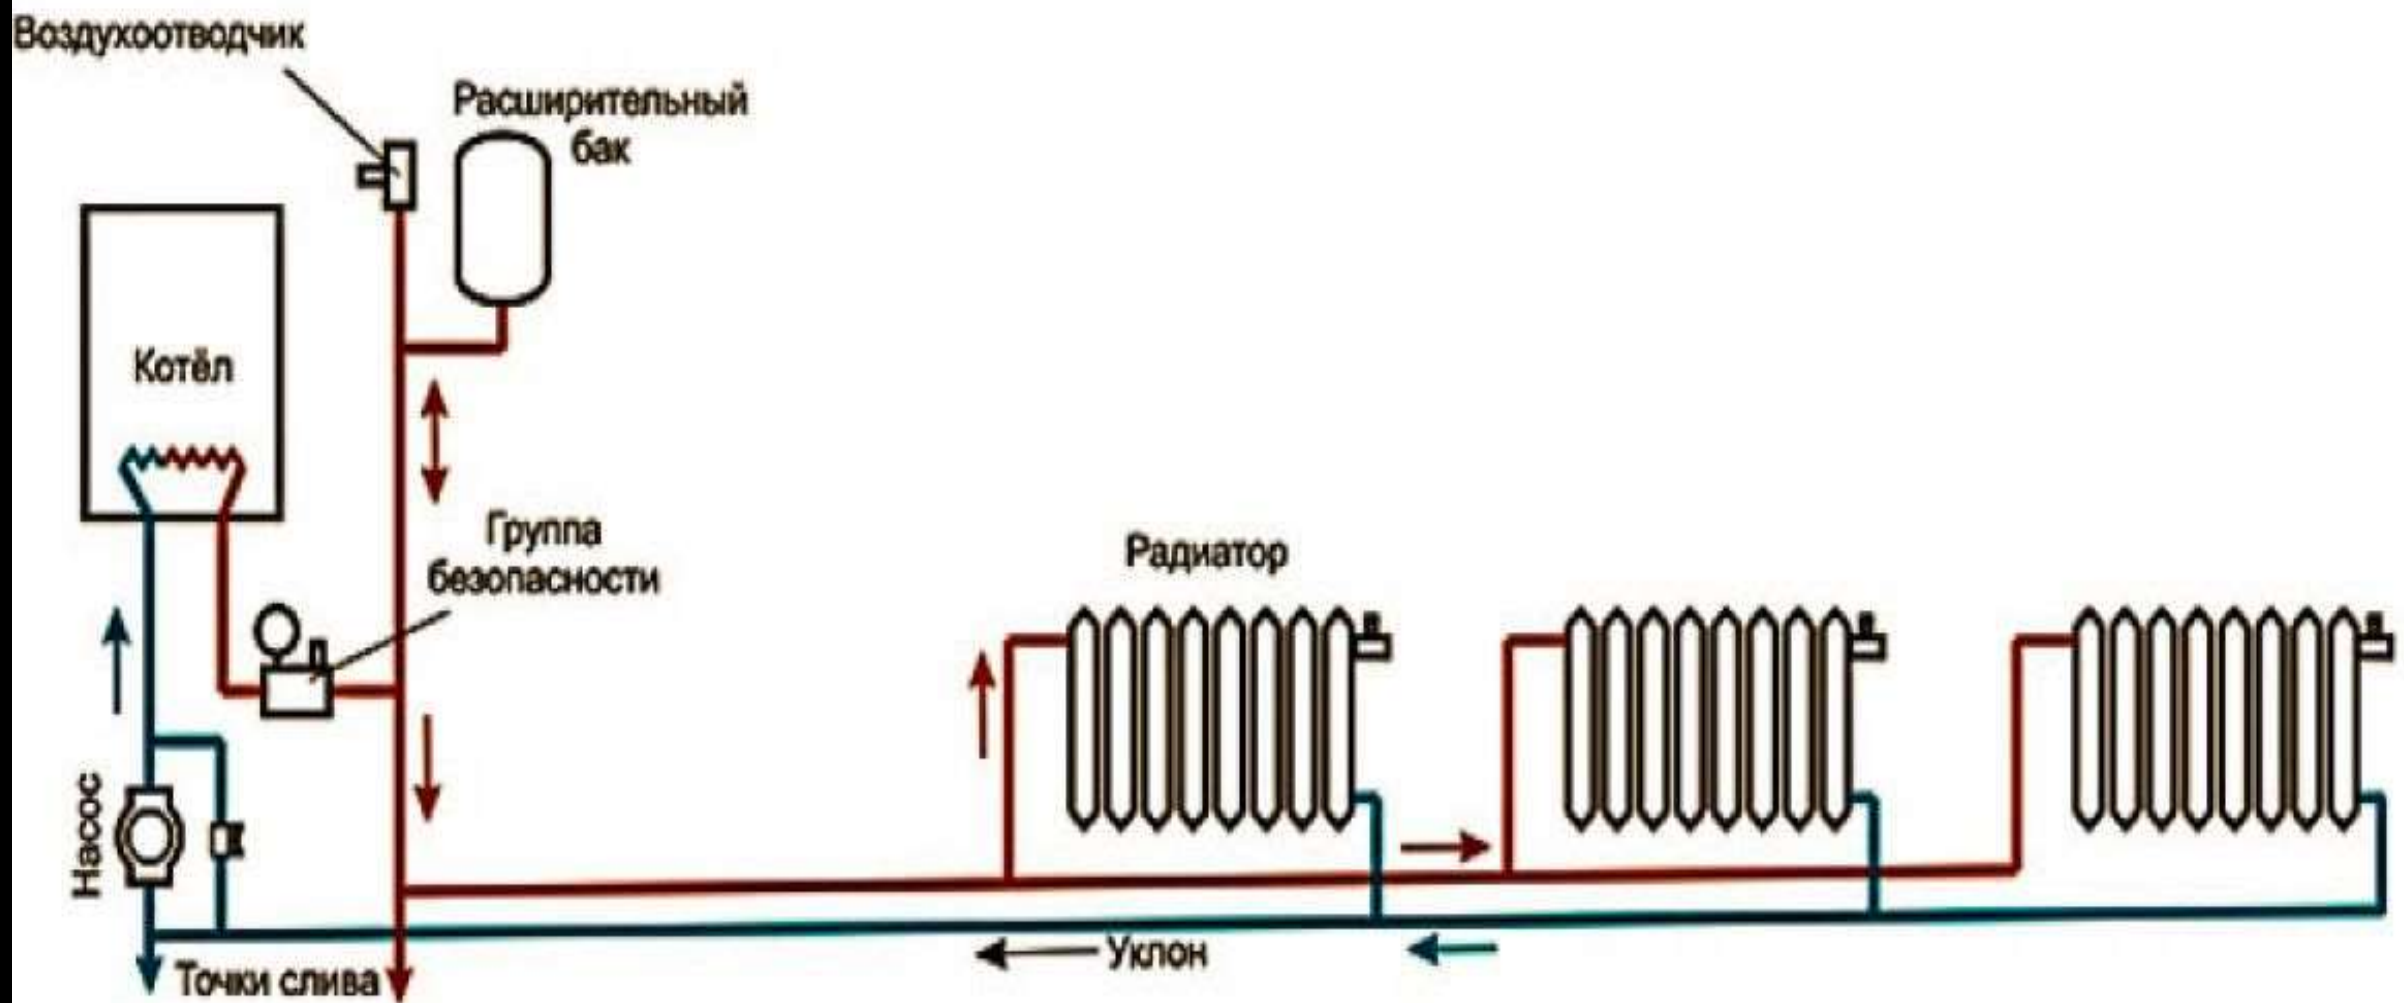 Воздухоотводчик
Расширительный
бак
Котёл
Группа
безопасности
Радиатор
Насос
Уклон
Точки слива